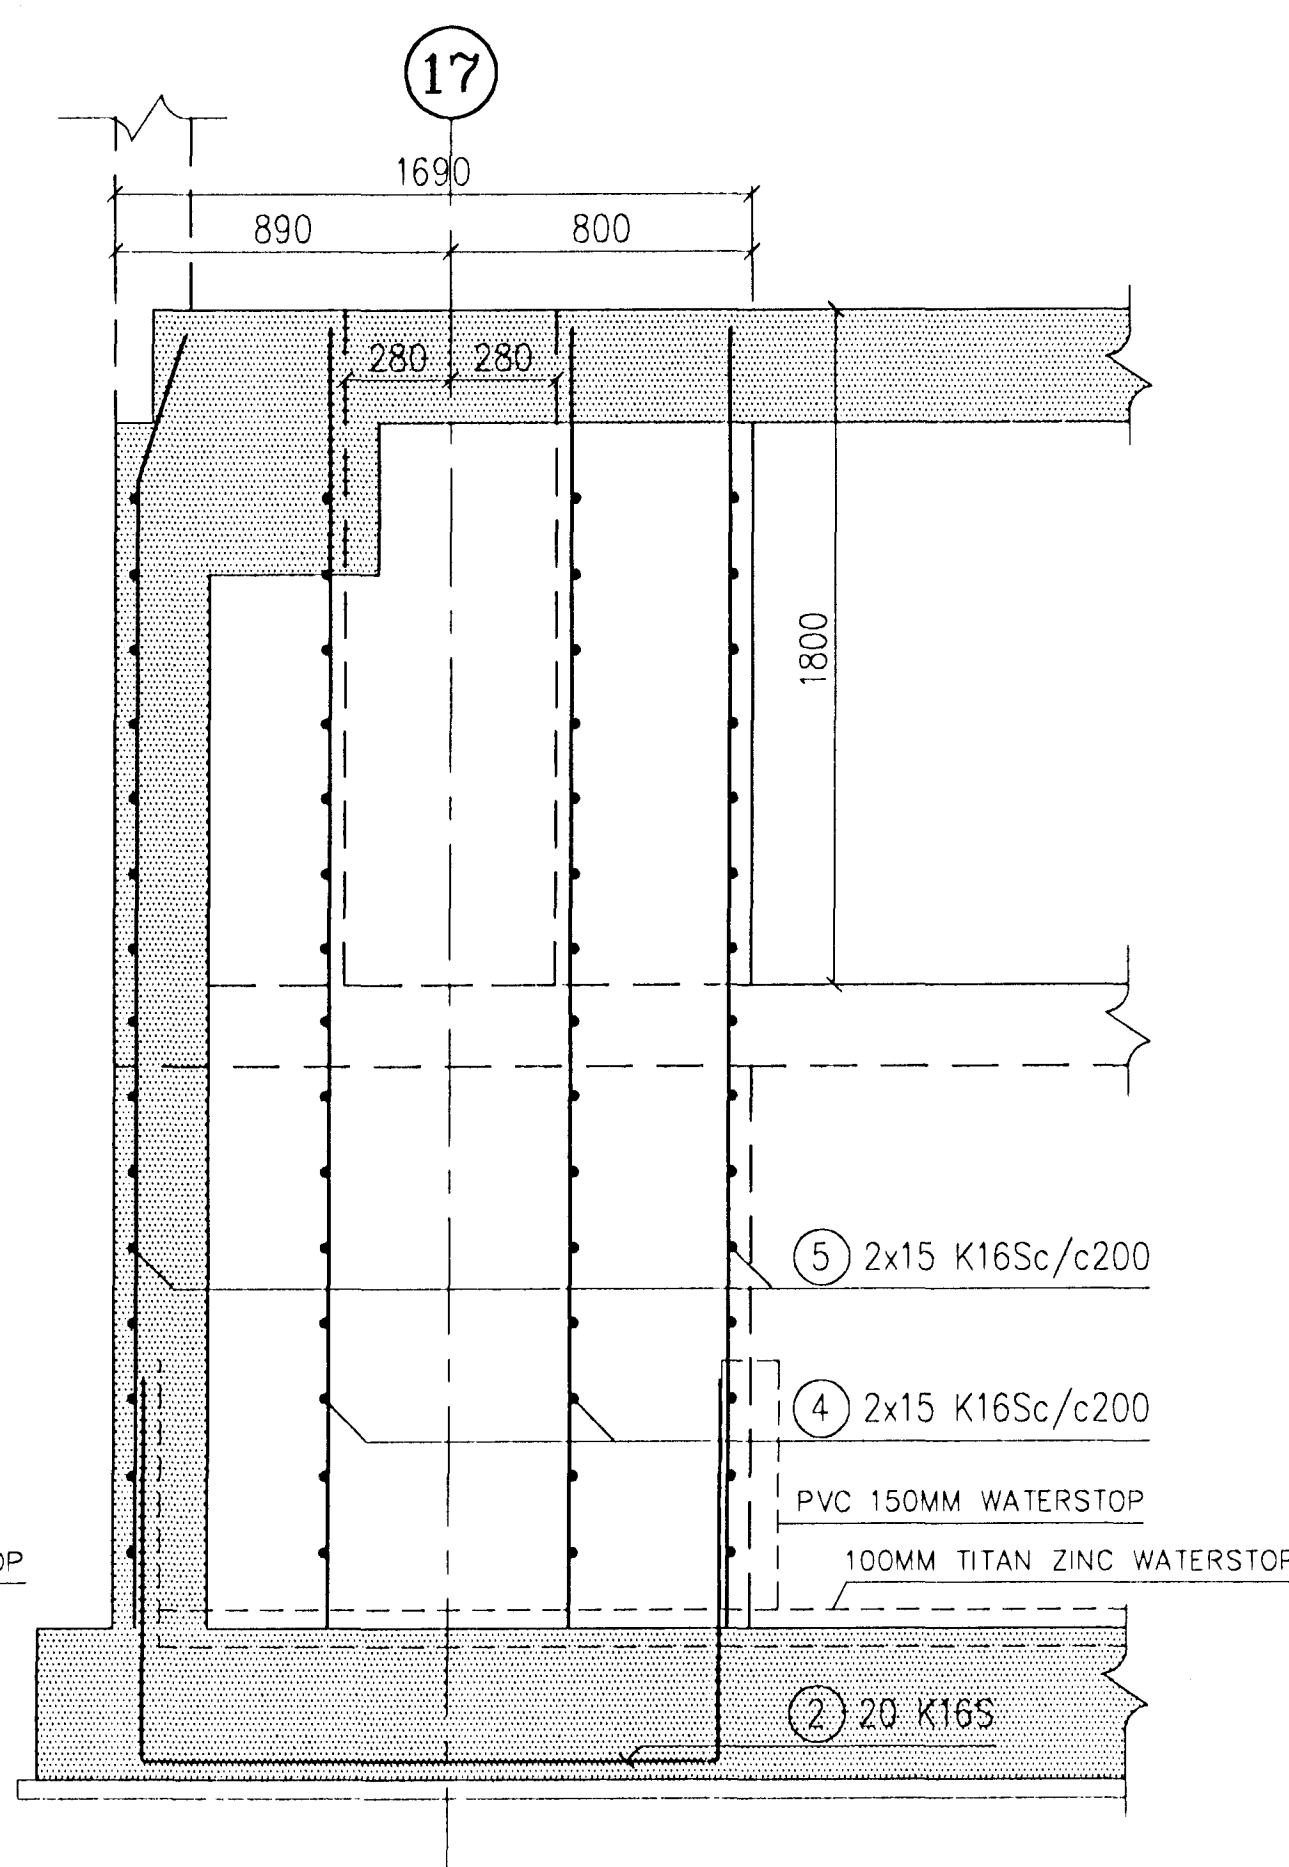 17
1690
890 800
280 280
1800
5 2x15 K16Sc/c200
4 2x15 K16Sc/c200
PVC 150MM WATERSTOP
OP
100MM TITAN ZINC WATERSTOP
2 20 K16S